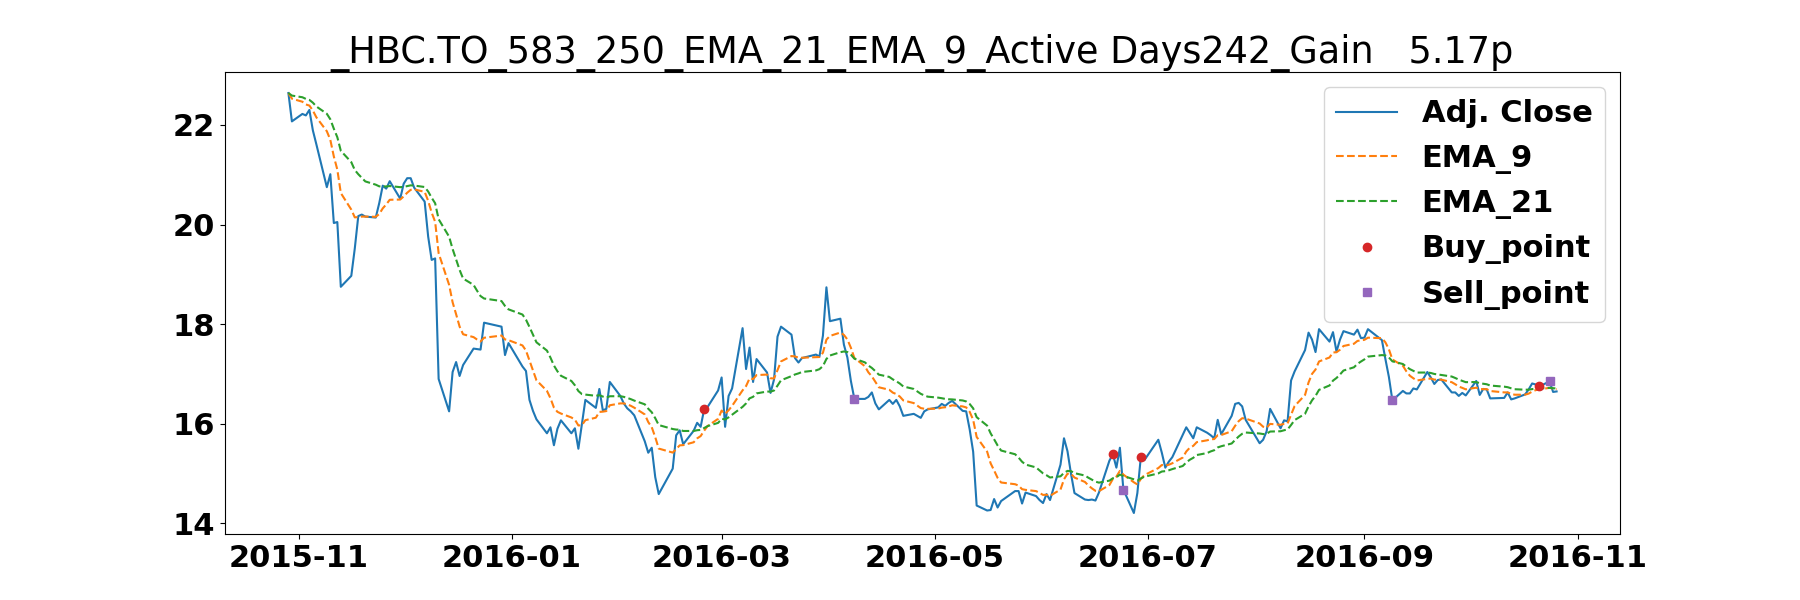 _HBC.TO_583_250_EMA_21_EMA_9_Active Days242_Gain   5.17p
22
20
18
16
14
Adj. Close
EMA_9
EMA_21
Buy_point
Sell_point
2015-11 2016-01 2016-03 2016-05 2016-07 2016-09 2016-11